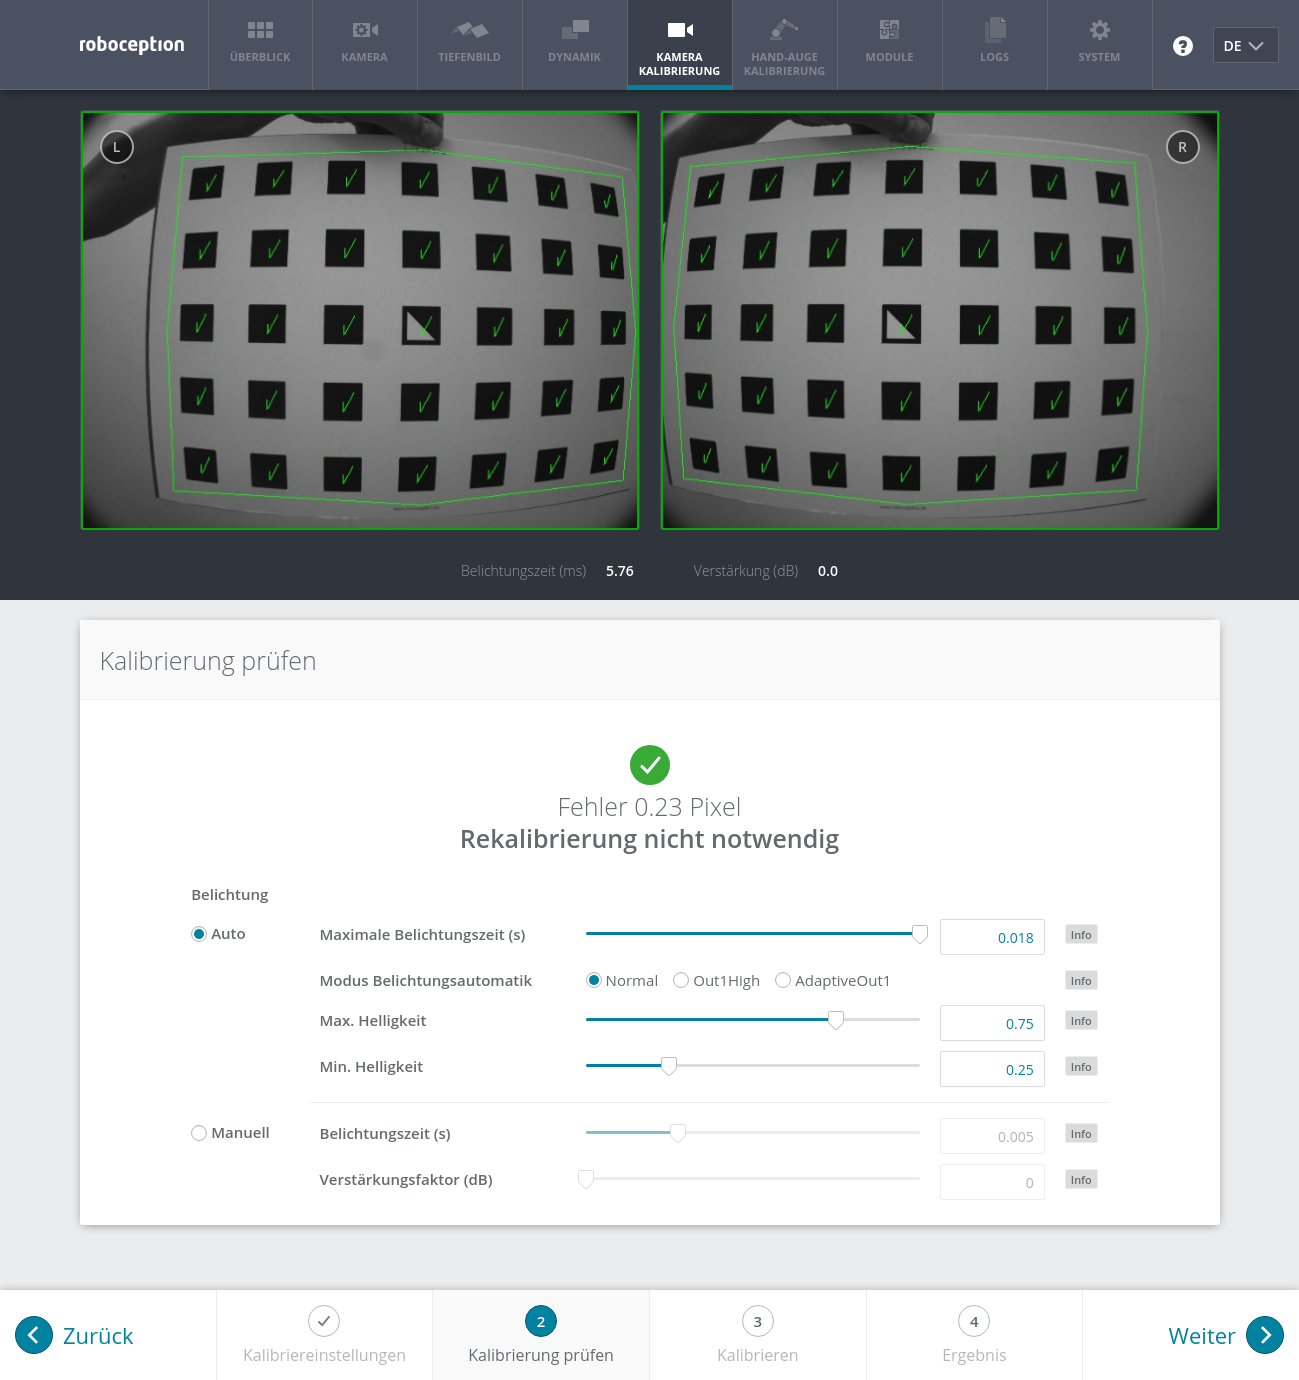 roboception
ÜBERBLICK
KAMERA
TIEFENBILD
DYNAMIK
KAMERA
KALIBRIERUNG
HAND-AUGE
KALIBRIERUNG
MODULE
LOGS
SYSTEM
?
DE
L
R
Belichtungszeit (ms) 5.76 Verstärkung (dB) 0.0
Kalibrierung prüfen
Fehler 0.23 Pixel
Rekalibrierung nicht notwendig
Belichtung
Auto
Maximale Belichtungszeit (s) 0.018 Info
Modus Belichtungsautomatik Normal Out1High AdaptiveOut1 Info
Max. Helligkeit 0.75 Info
Min. Helligkeit 0.25 Info
Manuell
Belichtungszeit (s) 0.005 Info
Verstärkungsfaktor (dB) 0 Info
Zurück
Kalibriereinstellungen
2
Kalibrierung prüfen
3
Kalibrieren
4
Ergebnis
Weiter